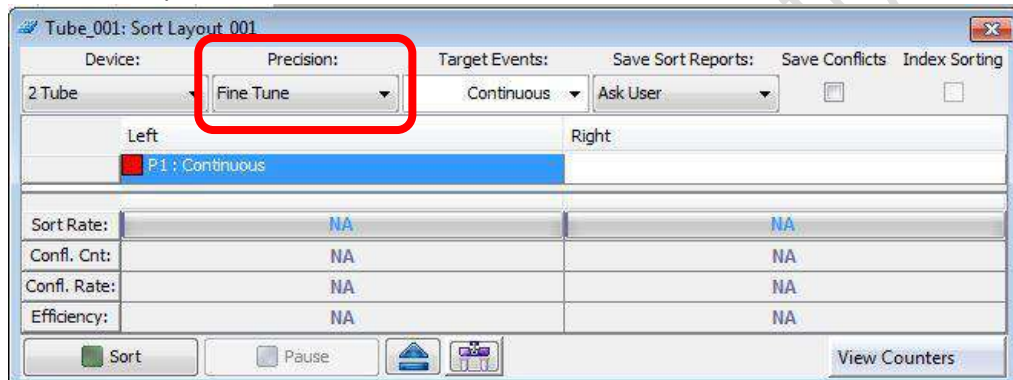 Tube_001: Sort Layout_001
Device: Precision: Target Events: Save Sort Reports: Save Conflicts Index Sorting
2 Tube Fine Tune Continuous Ask User
Left Right
P1 : Continuous
Sort Rate: NA NA
Confl. Cnt: NA NA
Confl. Rate: NA NA
Efficiency: NA NA
Sort Pause View Counters